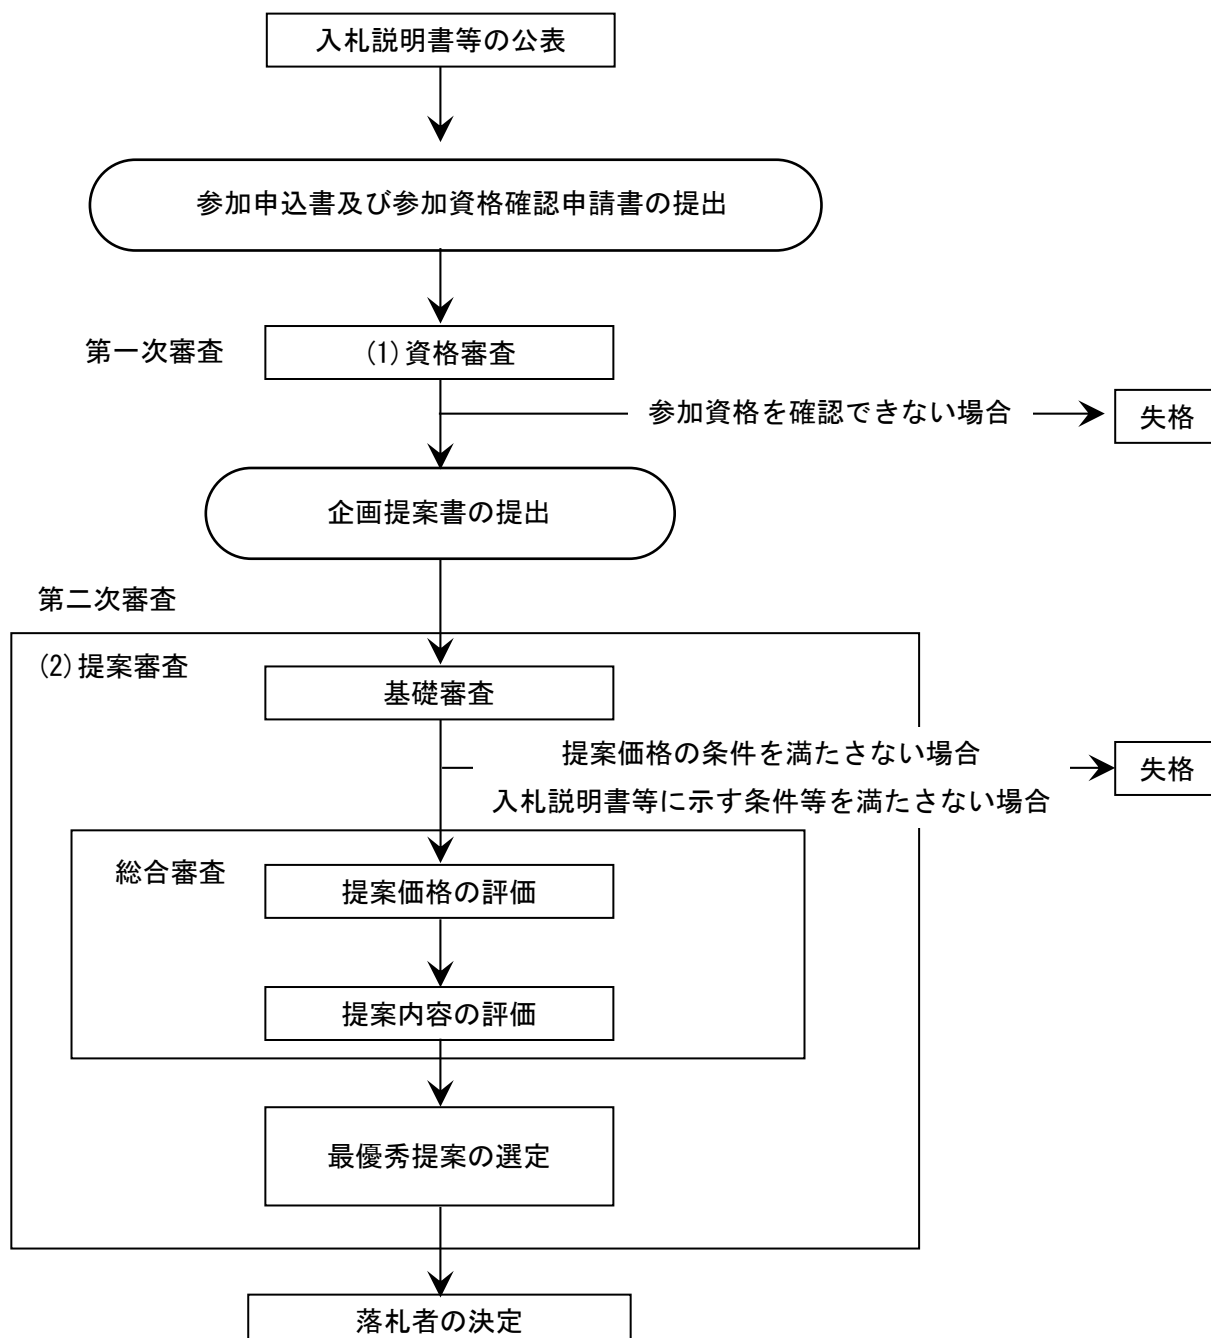 入札説明書等の公表
参加申込書及び参加資格確認申請書の提出
第一次審査
(1)資格審査
参加資格を確認できない場合
失格
企画提案書の提出
第二次審査
(2)提案審査
基礎審査
提案価格の条件を満たさない場合
失格
入札説明書等に示す条件等を満たさない場合
総合審査
提案価格の評価
提案内容の評価
最優秀提案の選定
落札者の決定